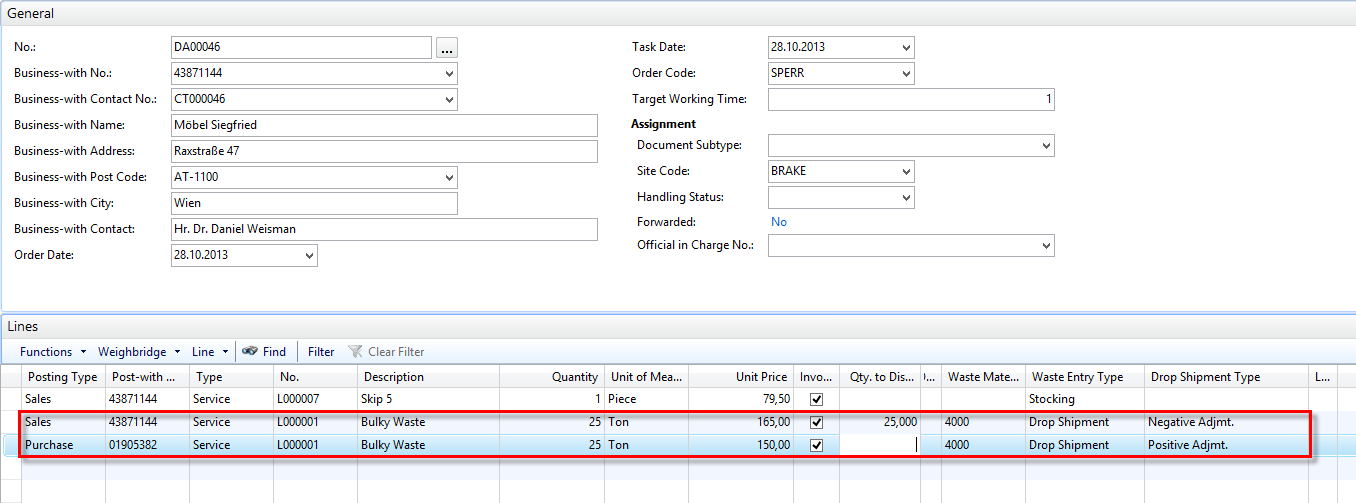 General
No.: DA00046 ...
Business-with No.: 43871144
Business-with Contact No.: CT000046
Business-with Name: Möbel Siegfried
Business-with Address: Raxstraße 47
Business-with Post Code: AT-1100
Business-with City: Wien
Business-with Contact: Hr. Dr. Daniel Weisman
Order Date: 28.10.2013
Task Date: 28.10.2013
Order Code: SPERR
Target Working Time: 1
Assignment
Document Subtype:
Site Code: BRAKE
Handling Status:
Forwarded: No
Official in Charge No.:
Lines
Functions Weighbridge Line Find Filter Clear Filter
Posting Type Post-with ... Type No. Description Quantity Unit of Mea... Unit Price Invo... Qty. to Dis... Waste Mate... Waste Entry Type Drop Shipment Type L...
Sales 43871144 Service L000007 Skip 5 1 Piece 79,50 Stocking
Sales 43871144 Service L000001 Bulky Waste 25 Ton 165,00 25,000 4000 Drop Shipment Negative Adjmt.
Purchase 01905382 Service L000001 Bulky Waste 25 Ton 150,00 4000 Drop Shipment Positive Adjmt.